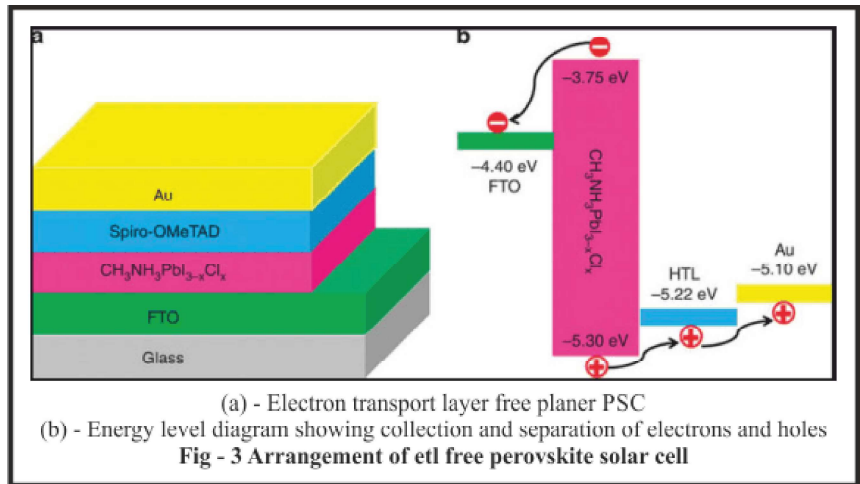 a
Au
Spiro-OMeTAD
CH₃NH₃PbI₃₋ₓClₓ
FTO
Glass
b
−3.75 eV
−4.40 eV
FTO
CH₃NH₃PbI₃₋ₓClₓ
Au
−5.10 eV
HTL
−5.22 eV
−5.30 eV
(a) - Electron transport layer free planer PSC
(b) - Energy level diagram showing collection and separation of electrons and holes
Fig - 3 Arrangement of etl free perovskite solar cell